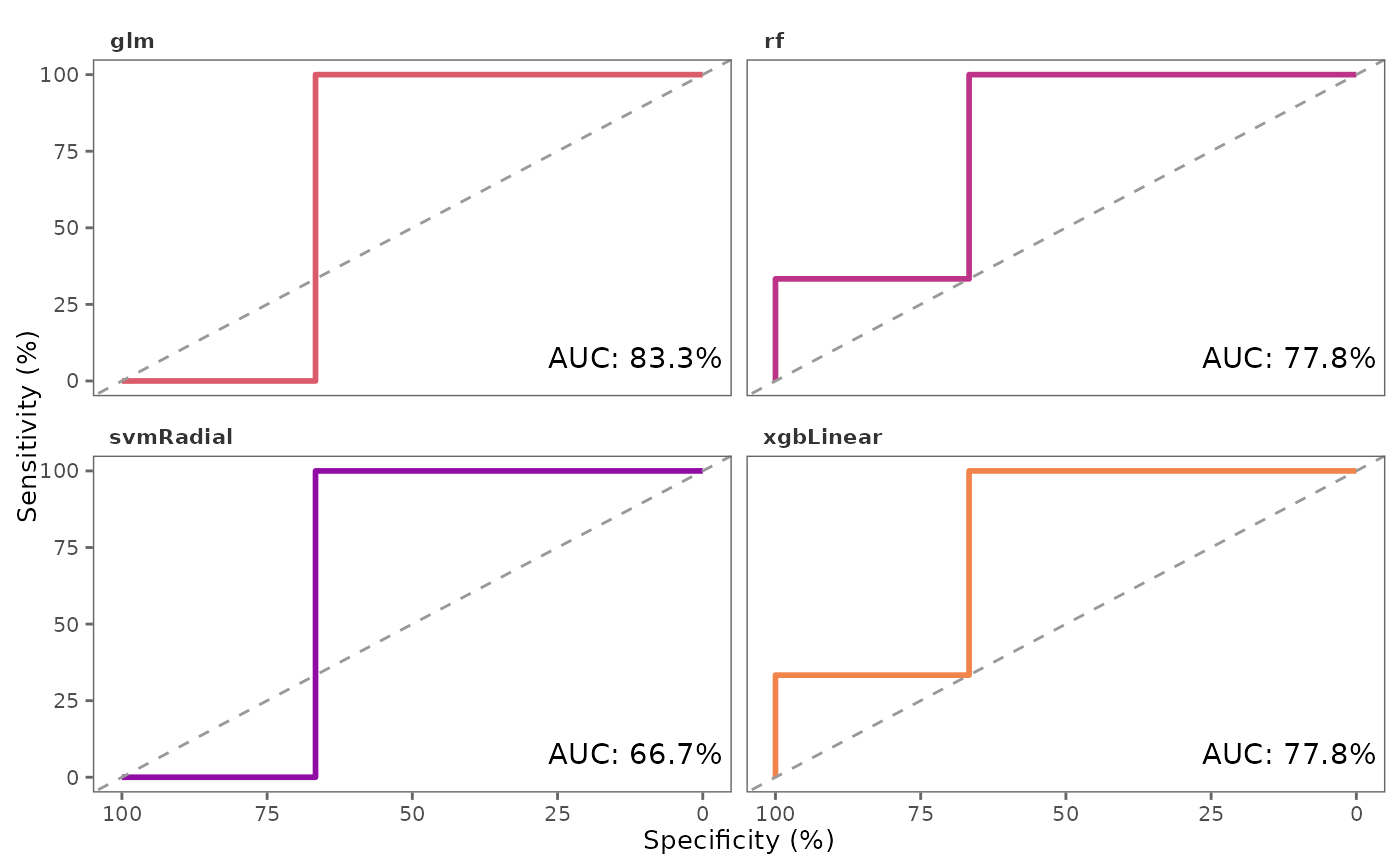 glm
rf
100
75
50
25
0
AUC: 83.3%
AUC: 77.8%
Sensitivity (%)
svmRadial
xgbLinear
100
75
50
25
0
AUC: 66.7%
AUC: 77.8%
100 75 50 25 0
100 75 50 25 0
Specificity (%)